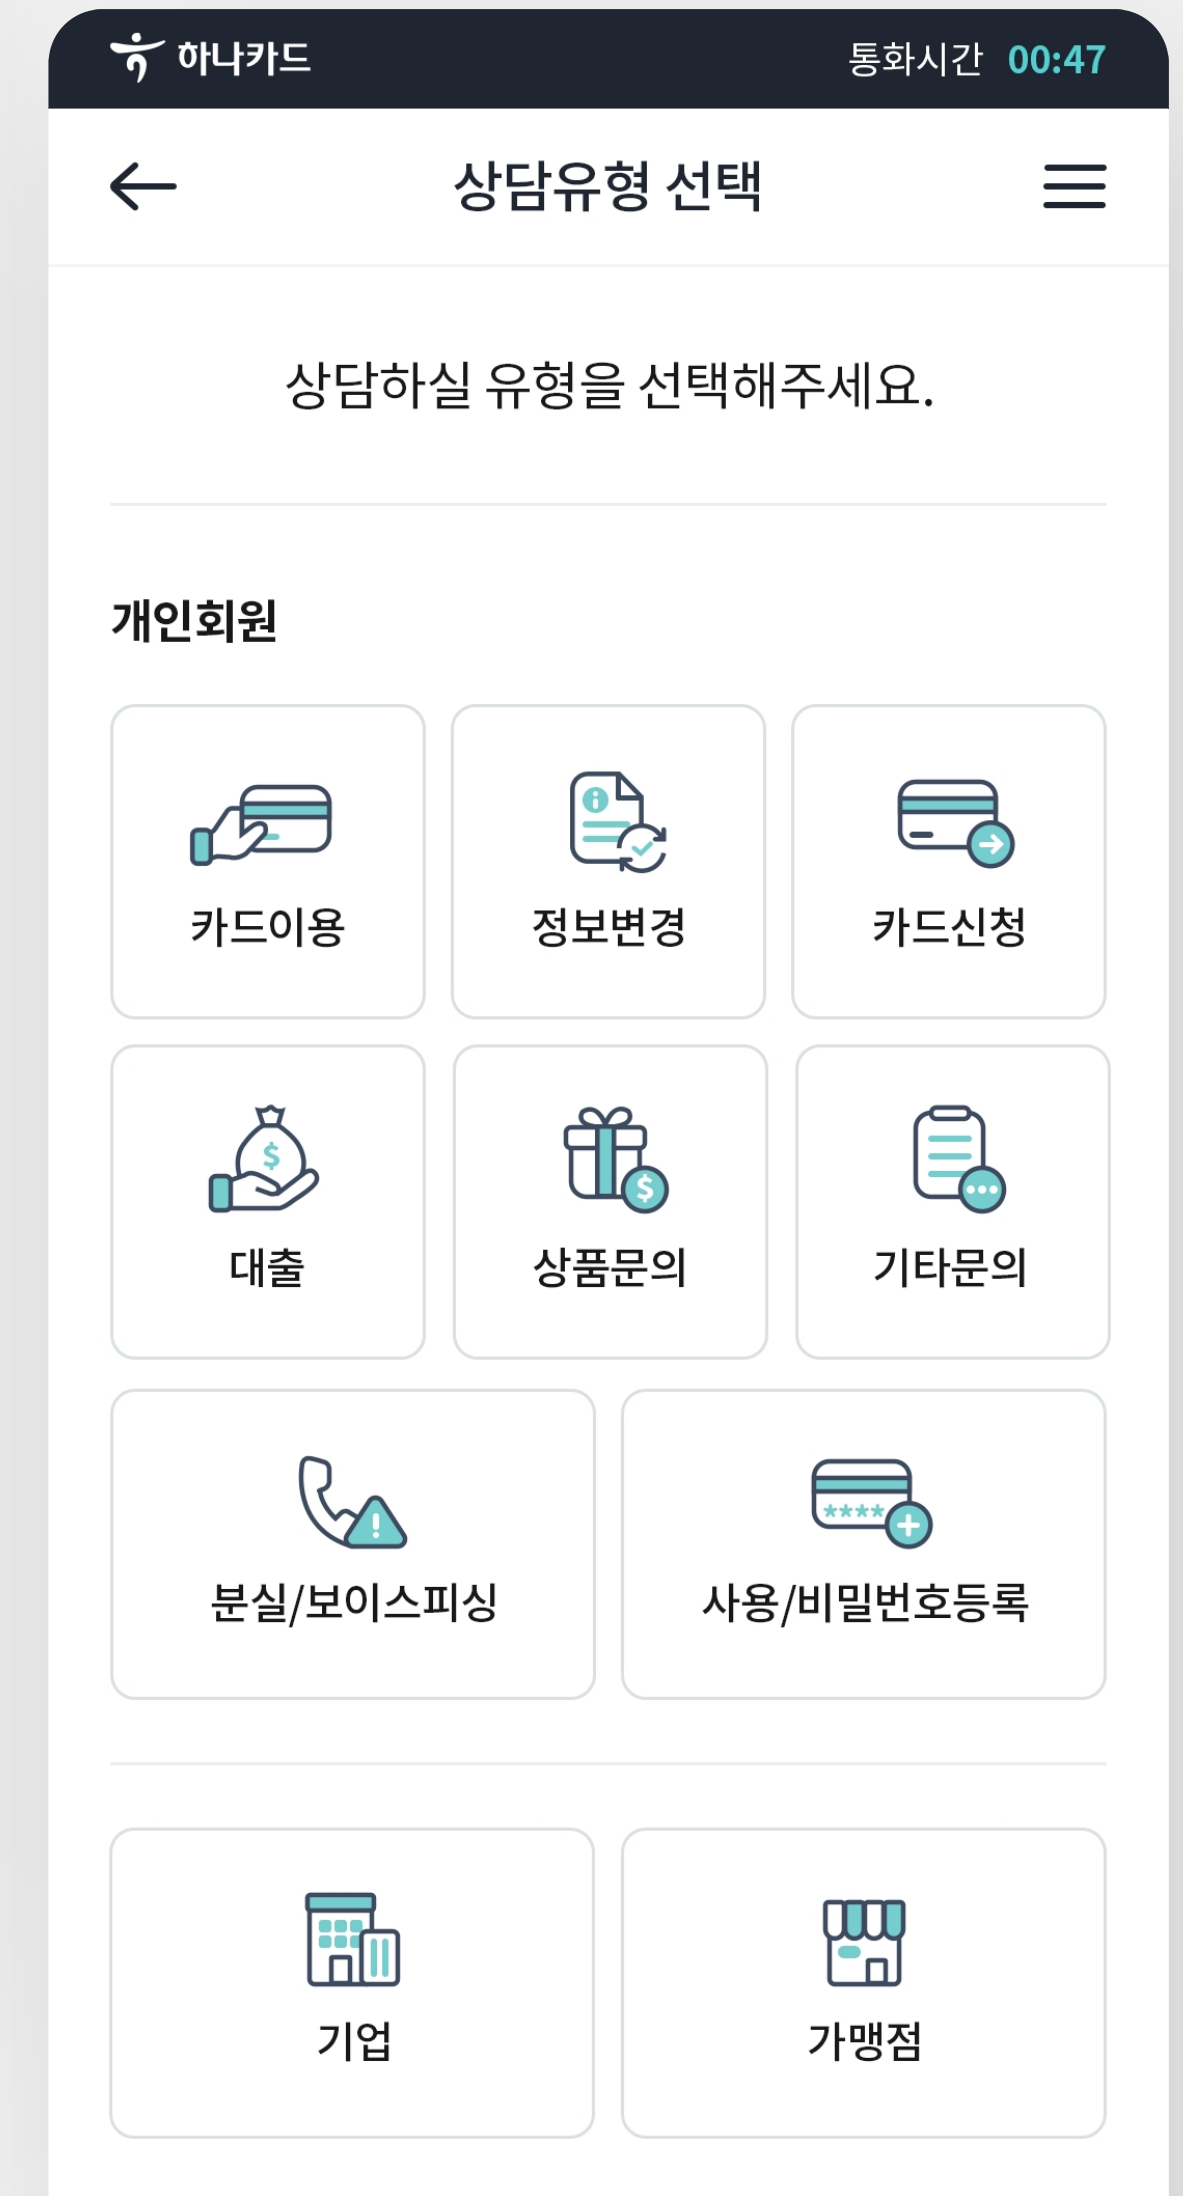 하나카드 통화시간 00:47
상담유형 선택
상담하실 유형을 선택해주세요.
개인회원
카드이용 정보변경 카드신청
$ $
대출 상품문의 기타문의
****
분실/보이스피싱 사용/비밀번호등록
기업 가맹점